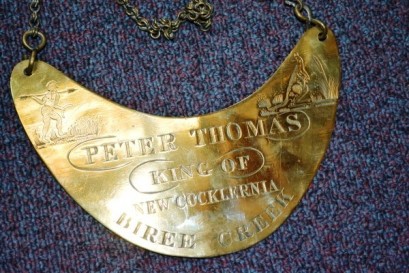 PETER THOMAS
KING OF
NEW COCKLERNIA
BIREE CREEK